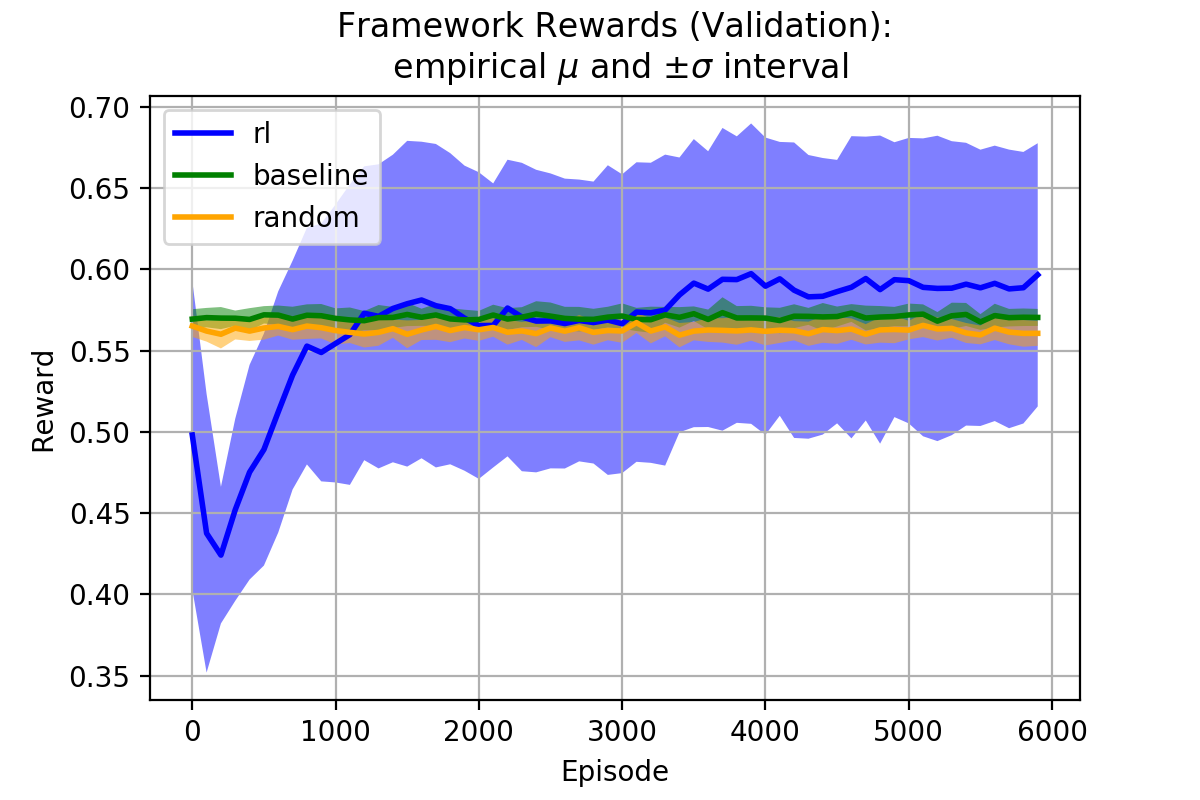 Framework Rewards (Validation):
empirical μ and ±σ interval
rl
baseline
random
Reward
0.70
0.65
0.60
0.55
0.50
0.45
0.40
0.35
0
1000
2000
3000
4000
5000
6000
Episode